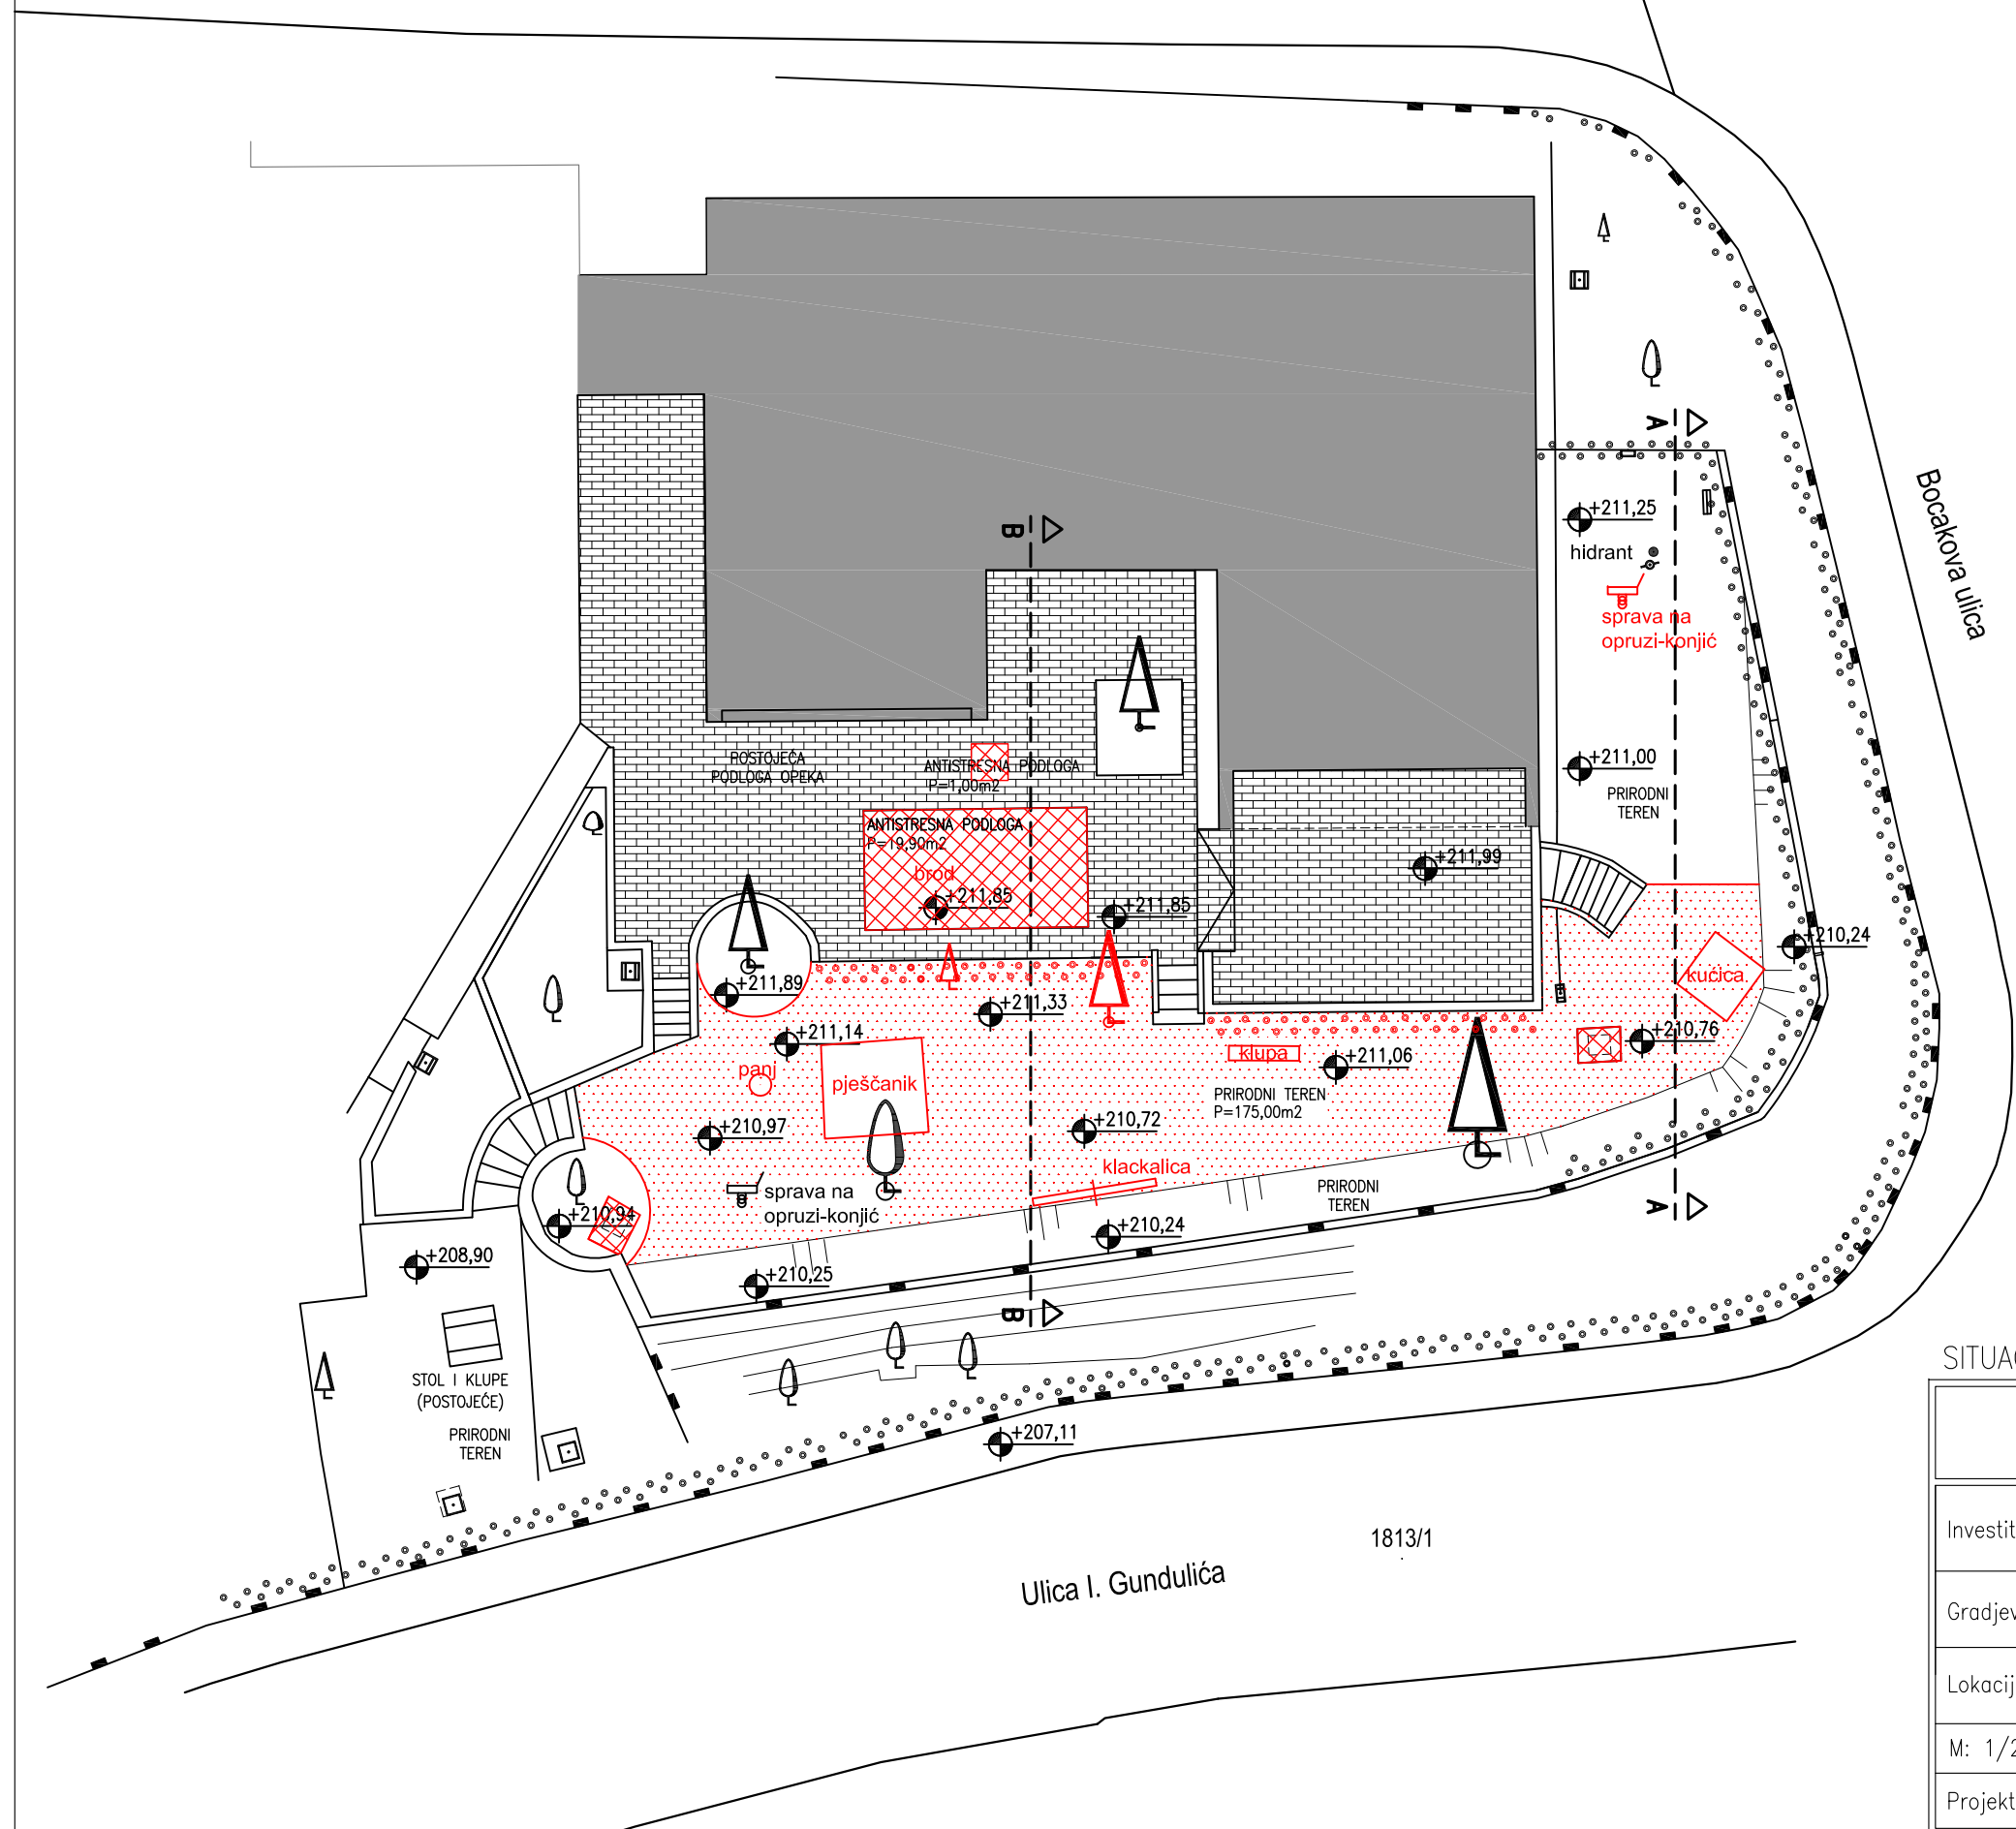 A
B
+211,25
hidrant
sprava na
opruzi-konjić
Bocakova ulica
POSTOJEĆA
PODLOGA OPEKA
ANTISTRESNA PODLOGA
P=1,00m2
+211,00
PRIRODNI
TEREN
ANTISTRESNA PODLOGA
P=19,90m2
brod
+211,85
+211,85
+211,99
+210,24
kućica
+211,89
+211,33
+211,14
+210,76
klupa
+211,06
panj
pješčanik
PRIRODNI TEREN
P=175,00m2
+210,97
+210,72
klackalica
sprava na
opruzi-konjić
PRIRODNI
TEREN
A
+210,94
+210,24
+208,90
+210,25
B
STOL I KLUPE
(POSTOJEĆE)
PRIRODNI
TEREN
+207,11
1813/1
Ulica I. Gundulića
SITUA
Investit
Gradjev
Lokacij
M: 1/2
Projekt